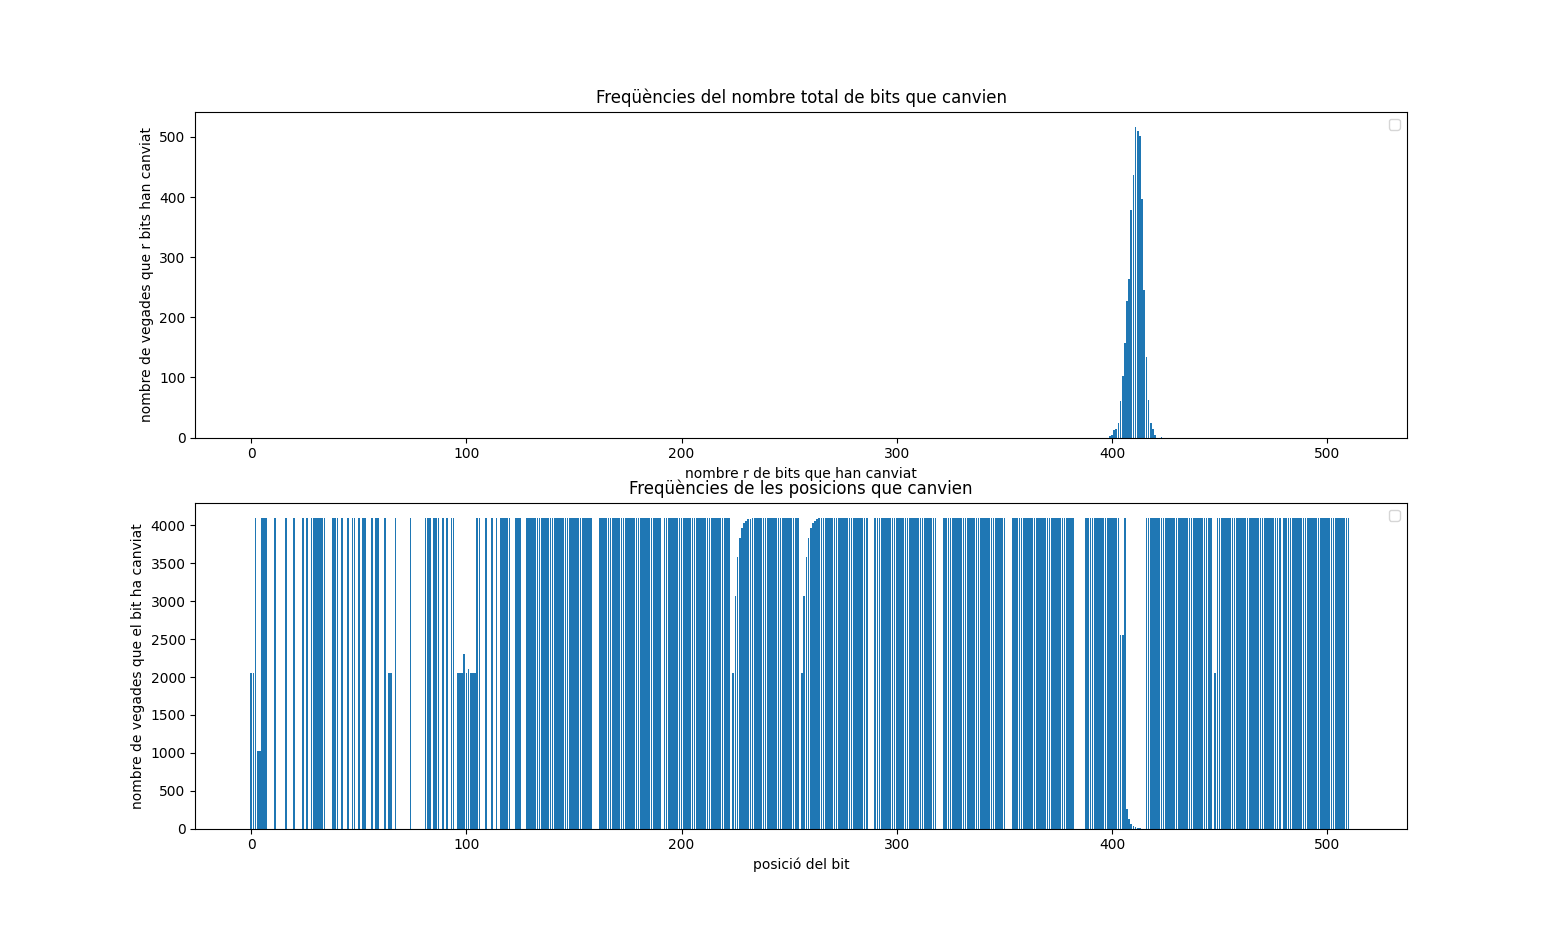 Freqüències del nombre total de bits que canvien
nombre de vegades que r bits han canviat
500
400
300
200
100
0
0 100 200 300 400 500
nombre r de bits que han canviat
Freqüències de les posicions que canvien
nombre de vegades que el bit ha canviat
4000
3500
3000
2500
2000
1500
1000
500
0
0 100 200 300 400 500
posició del bit